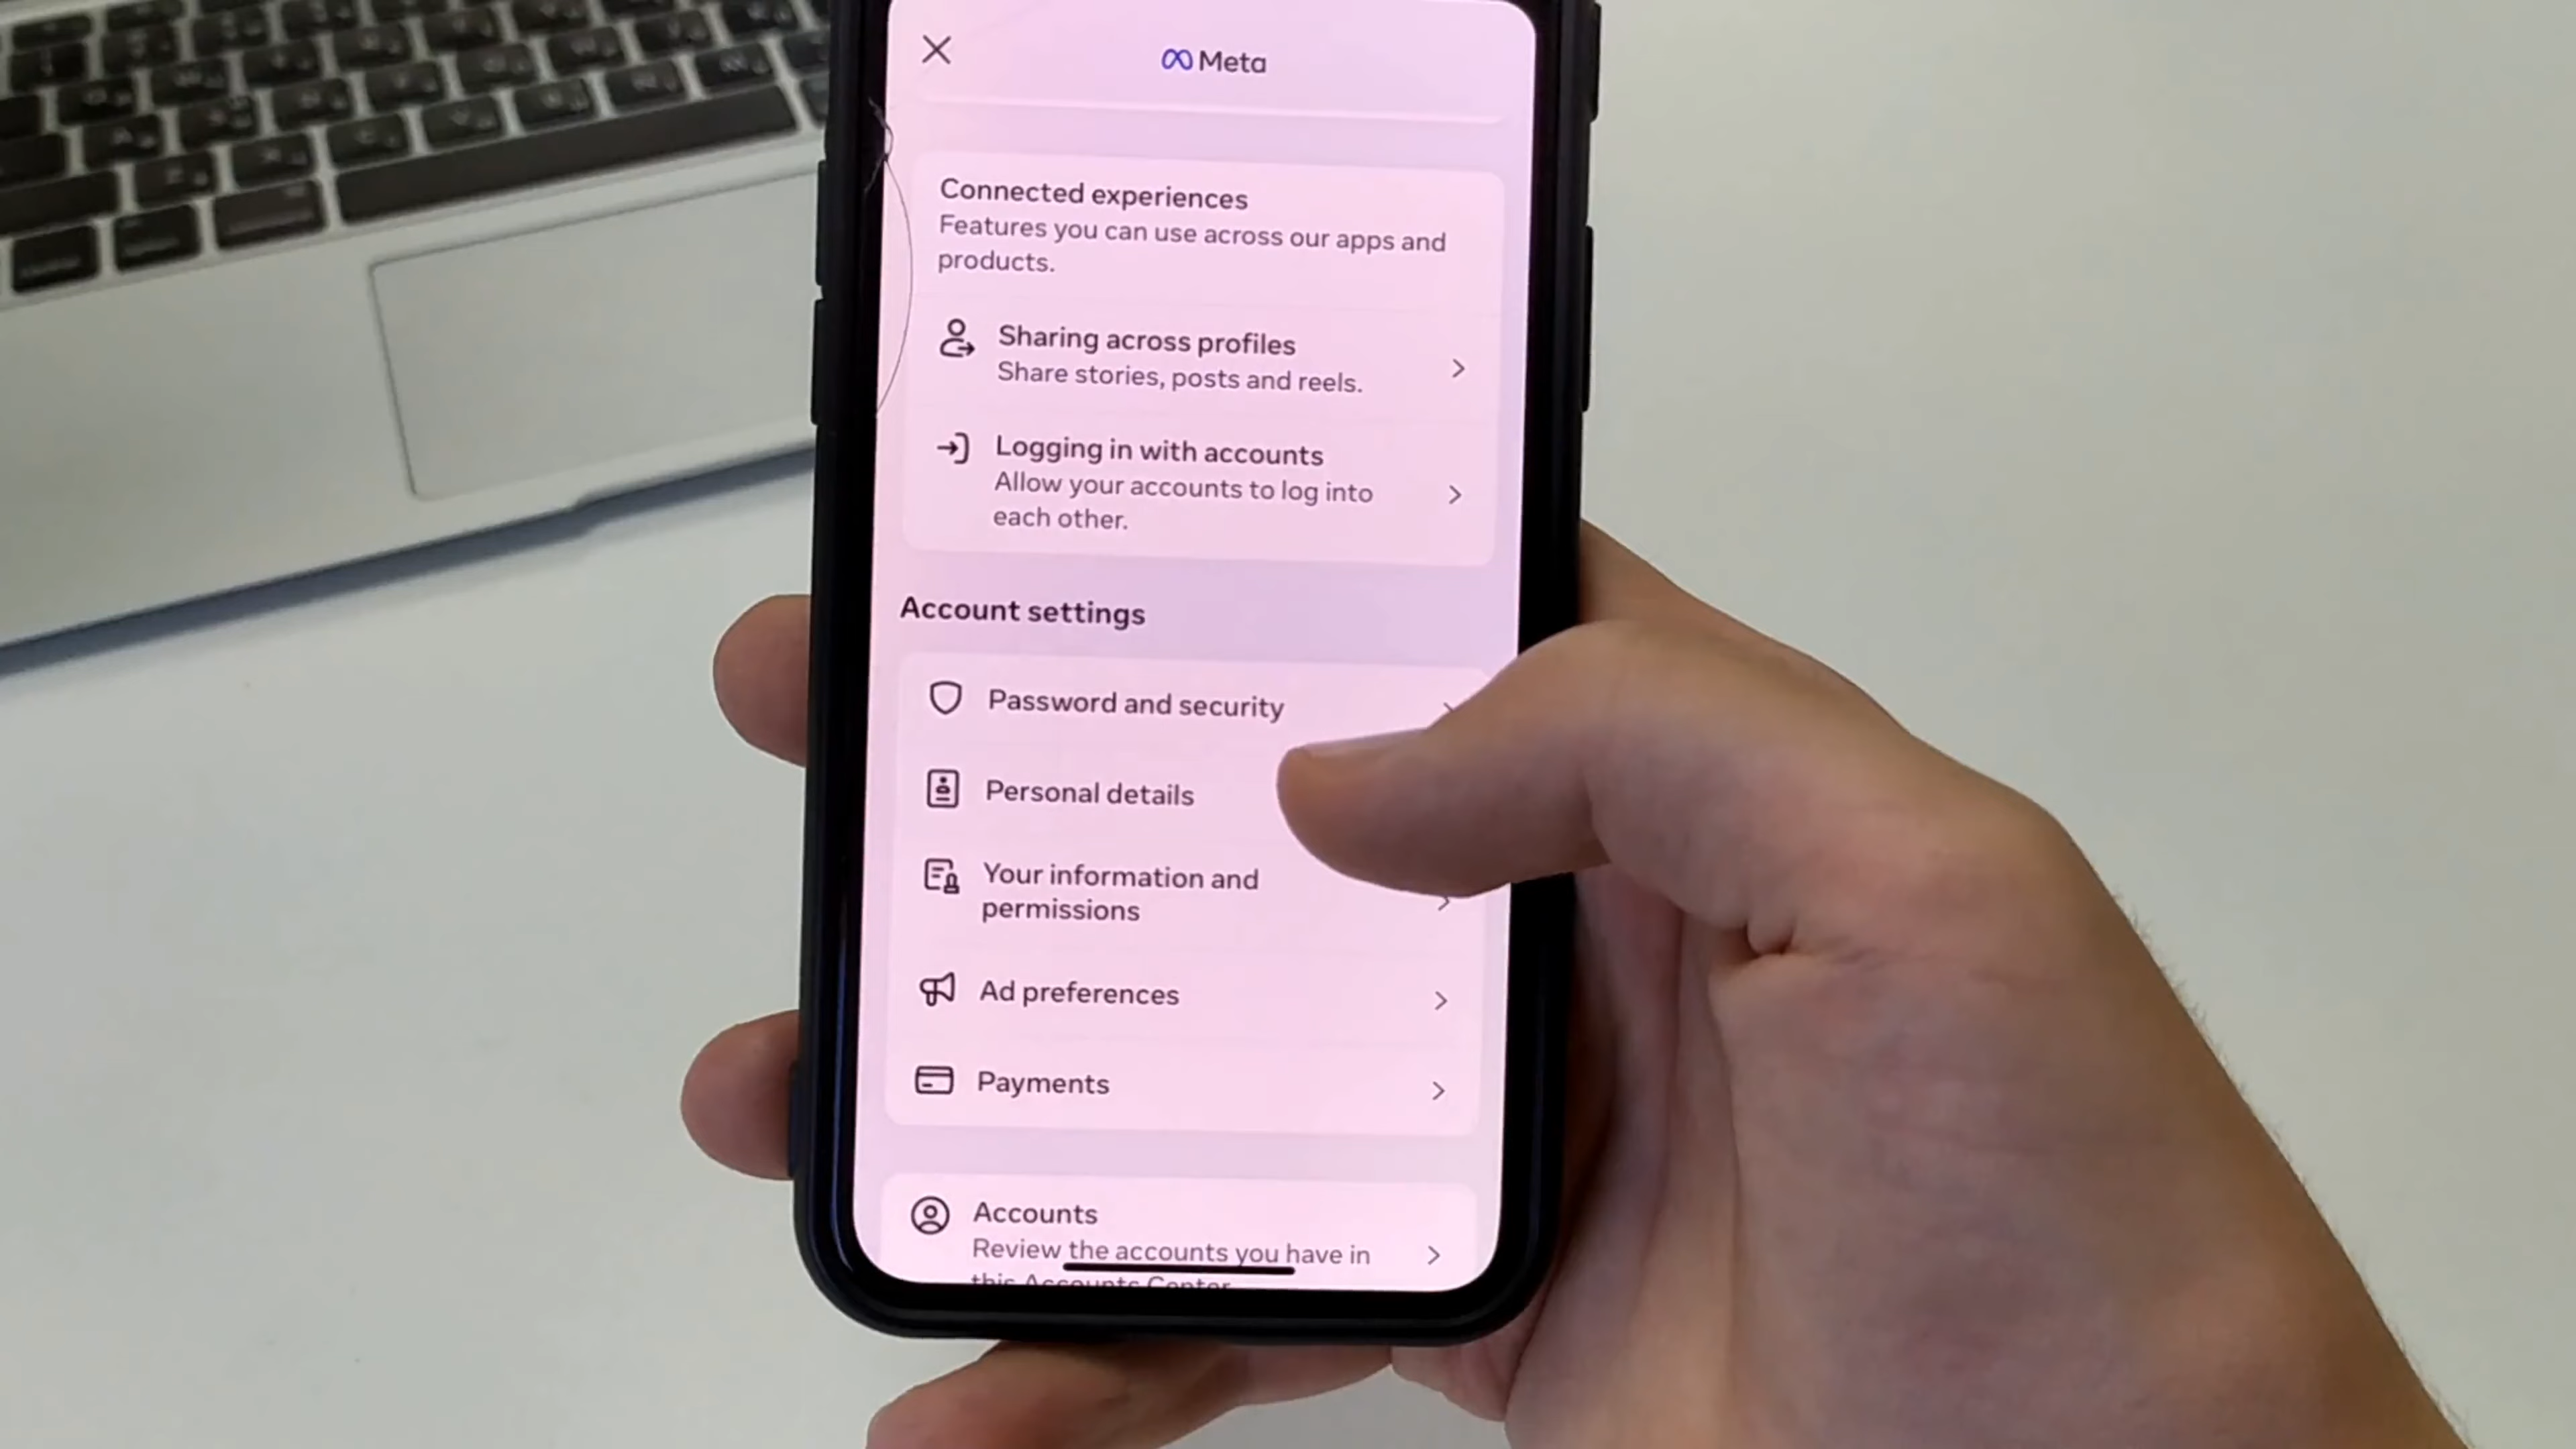 Meta
Connected experiences
Features you can use across our apps and
products.
Sharing across profiles
Share stories, posts and reels.
Logging in with accounts
Allow your accounts to log into
each other.
Account settings
Password and security
Personal details
Your information and
permissions
Ad preferences
Payments
Accounts
Review the accounts you have in
this Accounts Center